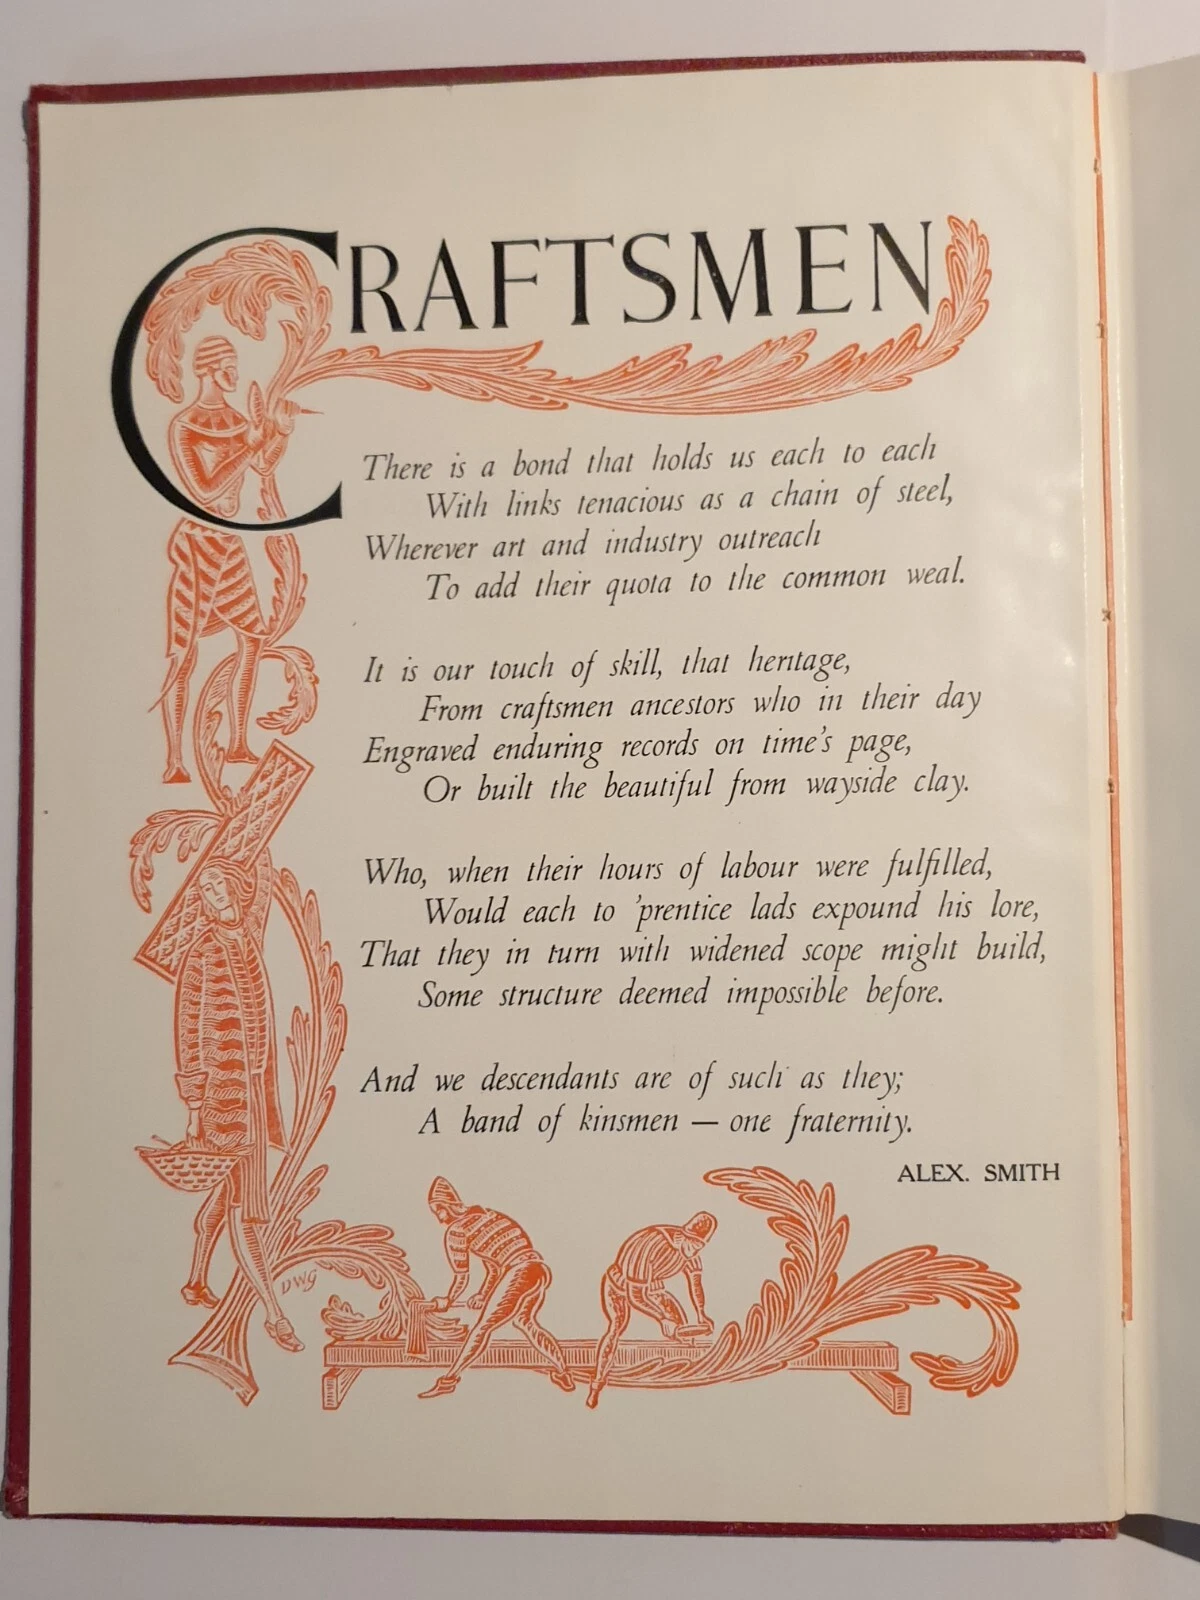 CRAFTSMEN
There is a bond that holds us each to each
With links tenacious as a chain of steel,
Wherever art and industry outreach
To add their quota to the common weal.
It is our touch of skill, that heritage,
From craftsmen ancestors who in their day
Engraved enduring records on time's page,
Or built the beautiful from wayside clay.
Who, when their hours of labour were fulfilled,
Would each to 'prentice lads expound his lore,
That they in turn with widened scope might build,
Some structure deemed impossible before.
And we descendants are of such as they;
A band of kinsmen — one fraternity.
ALEX. SMITH
DWG